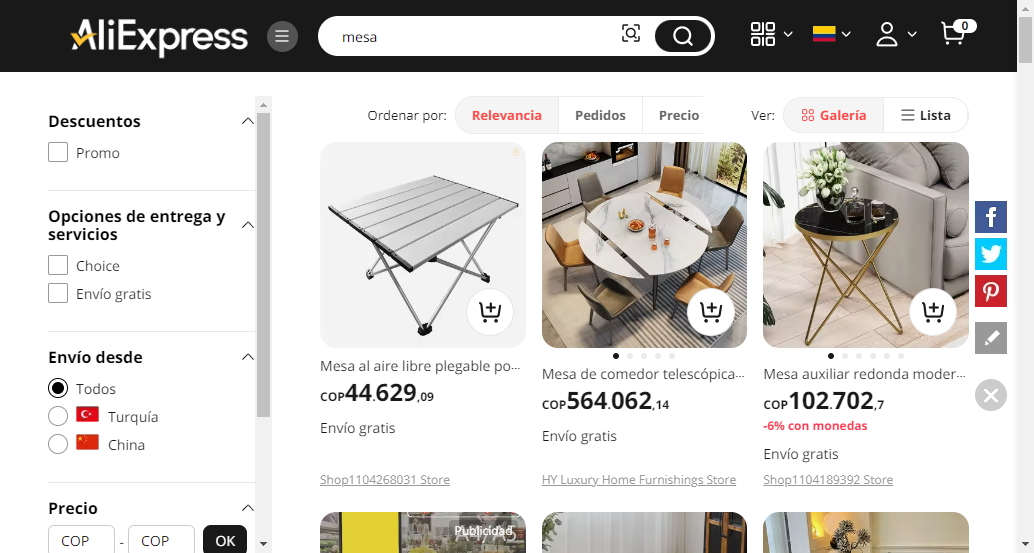 AliExpress
mesa
0
Descuentos
Promo
Opciones de entrega y
servicios
Choice
Envío gratis
Envío desde
Todos
Turquía
China
Precio
COP - COP OK
Ordenar por: Relevancia Pedidos Precio
Ver: Galería Lista
Mesa al aire libre plegable po...
COP44.629,09
Envío gratis
Shop1104268031 Store
Mesa de comedor telescópica...
COP564.062,14
Envío gratis
HY Luxury Home Furnishings Store
Mesa auxiliar redonda moder...
COP102.702,7
-6% con monedas
Envío gratis
Shop1104189392 Store
Publicidad